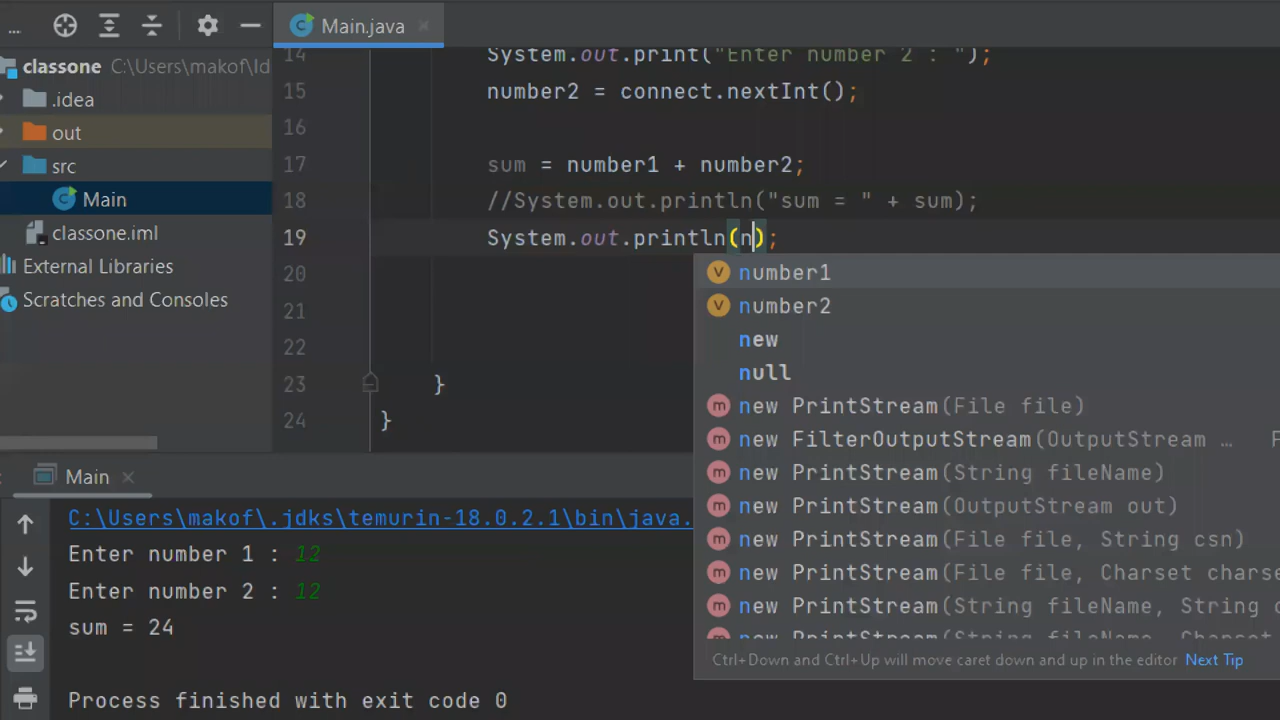 ...
Main.java
classone C:\Users\makof\Id
.idea
out
src
Main
classone.iml
External Libraries
Scratches and Consoles
14 System.out.print("Enter number 2 : ");
15 number2 = connect.nextInt();
16
17 sum = number1 + number2;
18 //System.out.println("sum = " + sum);
19 System.out.println(n);
20
21
22
23 }
24 }
V number1
V number2
new
null
m new PrintStream(File file)
m new FilterOutputStream(OutputStream … F
m new PrintStream(String fileName)
m new PrintStream(OutputStream out)
m new PrintStream(File file, String csn)
m new PrintStream(File file, Charset charse
m new PrintStream(String fileName, String c
m new PrintStream(String fileName, Charset
Ctrl+Down and Ctrl+Up will move caret down and up in the editor Next Tip
: Main
C:\Users\makof\.jdks\temurin-18.0.2.1\bin\java.
Enter number 1 : 12
Enter number 2 : 12
sum = 24
Process finished with exit code 0